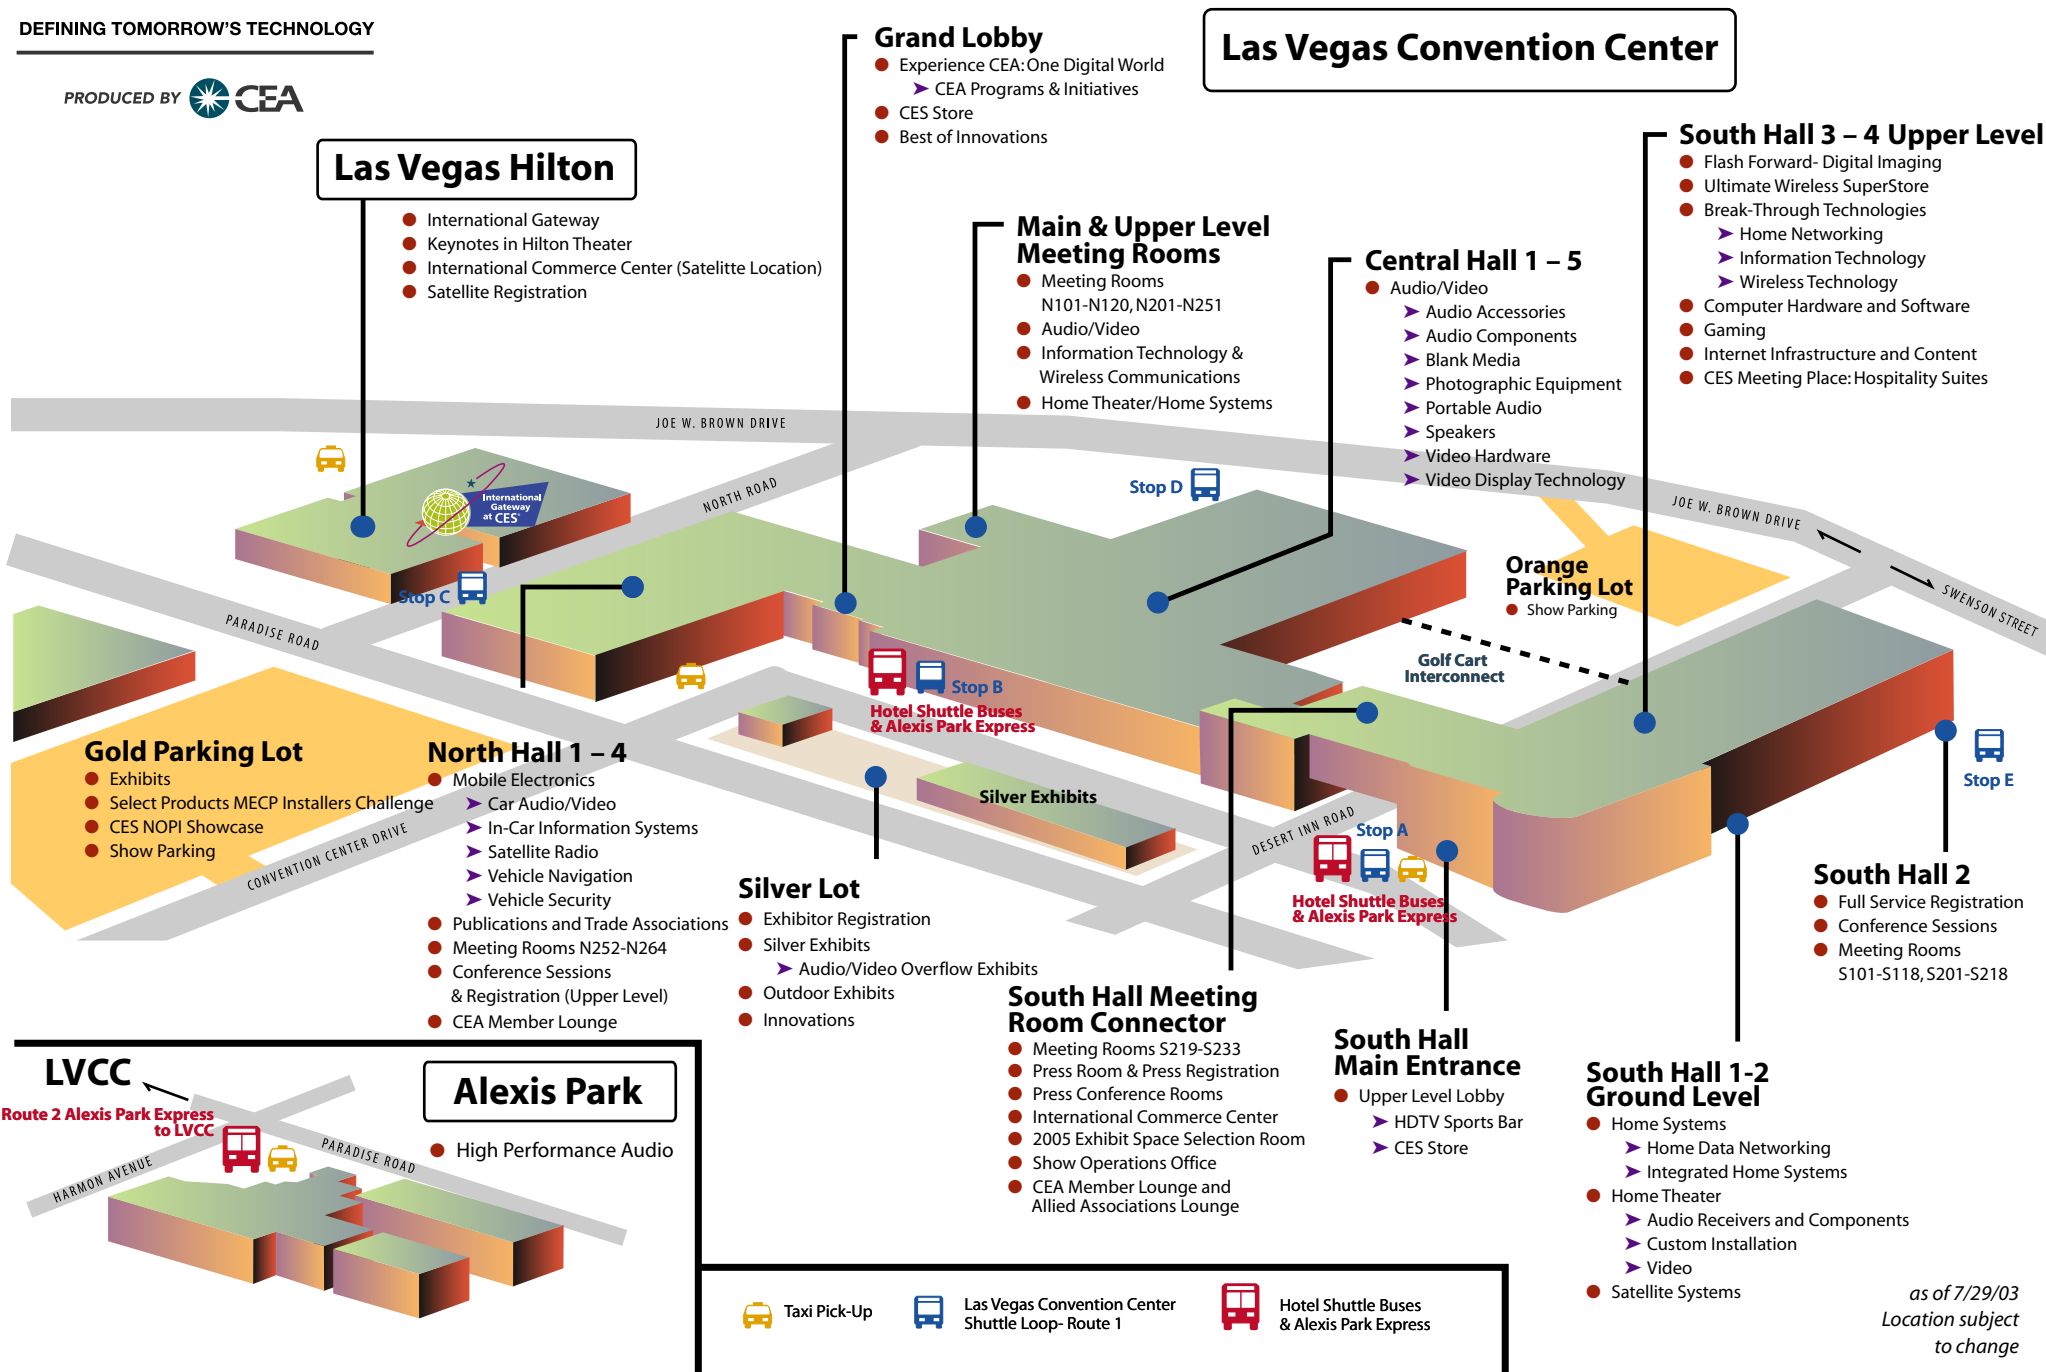 DEFINING TOMORROW'S TECHNOLOGY
PRODUCED BY CEA
Las Vegas Convention Center
Grand Lobby
Experience CEA: One Digital World
CEA Programs & Initiatives
CES Store
Best of Innovations
Las Vegas Hilton
International Gateway
Keynotes in Hilton Theater
International Commerce Center (Satelitte Location)
Satellite Registration
Main & Upper Level
Meeting Rooms
Meeting Rooms
N101-N120, N201-N251
Audio/Video
Information Technology &
Wireless Communications
Home Theater/Home Systems
Central Hall 1 – 5
Audio/Video
Audio Accessories
Audio Components
Blank Media
Photographic Equipment
Portable Audio
Speakers
Video Hardware
Video Display Technology
South Hall 3 – 4 Upper Level
Flash Forward- Digital Imaging
Ultimate Wireless SuperStore
Break-Through Technologies
Home Networking
Information Technology
Wireless Technology
Computer Hardware and Software
Gaming
Internet Infrastructure and Content
CES Meeting Place: Hospitality Suites
JOE W. BROWN DRIVE
NORTH ROAD
Stop D
JOE W. BROWN DRIVE
SWENSON STREET
International
Gateway
at CES
Stop C
PARADISE ROAD
Orange
Parking Lot
Show Parking
Golf Cart
Interconnect
Stop B
Hotel Shuttle Buses
& Alexis Park Express
Silver Exhibits
Stop E
Gold Parking Lot
Exhibits
Select Products MECP Installers Challenge
CES NOPI Showcase
Show Parking
CONVENTION CENTER DRIVE
North Hall 1 – 4
Mobile Electronics
Car Audio/Video
In-Car Information Systems
Satellite Radio
Vehicle Navigation
Vehicle Security
Publications and Trade Associations
Meeting Rooms N252-N264
Conference Sessions
& Registration (Upper Level)
CEA Member Lounge
Silver Lot
Exhibitor Registration
Silver Exhibits
Audio/Video Overflow Exhibits
Outdoor Exhibits
Innovations
DESERT INN ROAD
Stop A
Hotel Shuttle Buses
& Alexis Park Express
South Hall Meeting
Room Connector
Meeting Rooms S219-S233
Press Room & Press Registration
Press Conference Rooms
International Commerce Center
2005 Exhibit Space Selection Room
Show Operations Office
CEA Member Lounge and
Allied Associations Lounge
South Hall
Main Entrance
Upper Level Lobby
HDTV Sports Bar
CES Store
South Hall 2
Full Service Registration
Conference Sessions
Meeting Rooms
S101-S118, S201-S218
South Hall 1-2
Ground Level
Home Systems
Home Data Networking
Integrated Home Systems
Home Theater
Audio Receivers and Components
Custom Installation
Video
Satellite Systems
as of 7/29/03
Location subject
to change
LVCC
Route 2 Alexis Park Express
to LVCC
HARMON AVENUE
PARADISE ROAD
Alexis Park
High Performance Audio
Taxi Pick-Up
Las Vegas Convention Center
Shuttle Loop- Route 1
Hotel Shuttle Buses
& Alexis Park Express